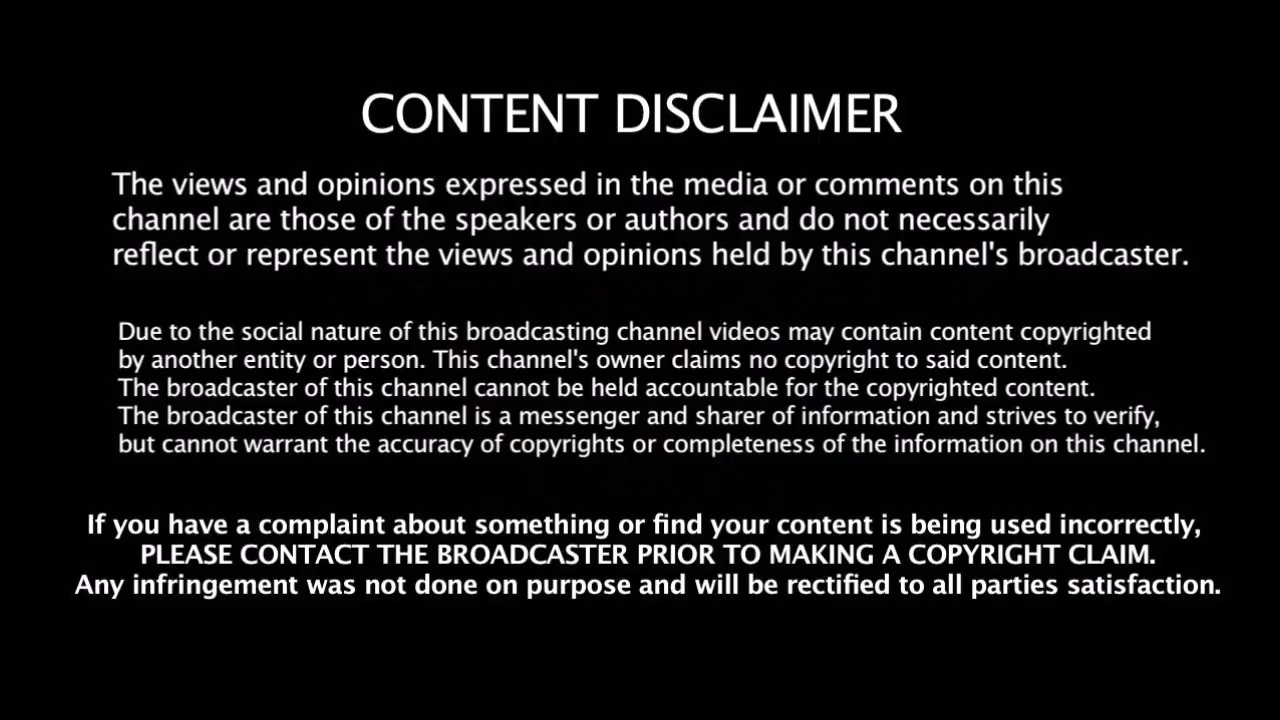 CONTENT DISCLAIMER
The views and opinions expressed in the media or comments on this
channel are those of the speakers or authors and do not necessarily
reflect or represent the views and opinions held by this channel's broadcaster.
Due to the social nature of this broadcasting channel videos may contain content copyrighted
by another entity or person. This channel's owner claims no copyright to said content.
The broadcaster of this channel cannot be held accountable for the copyrighted content.
The broadcaster of this channel is a messenger and sharer of information and strives to verify,
but cannot warrant the accuracy of copyrights or completeness of the information on this channel.
If you have a complaint about something or find your content is being used incorrectly,
PLEASE CONTACT THE BROADCASTER PRIOR TO MAKING A COPYRIGHT CLAIM.
Any infringement was not done on purpose and will be rectified to all parties satisfaction.